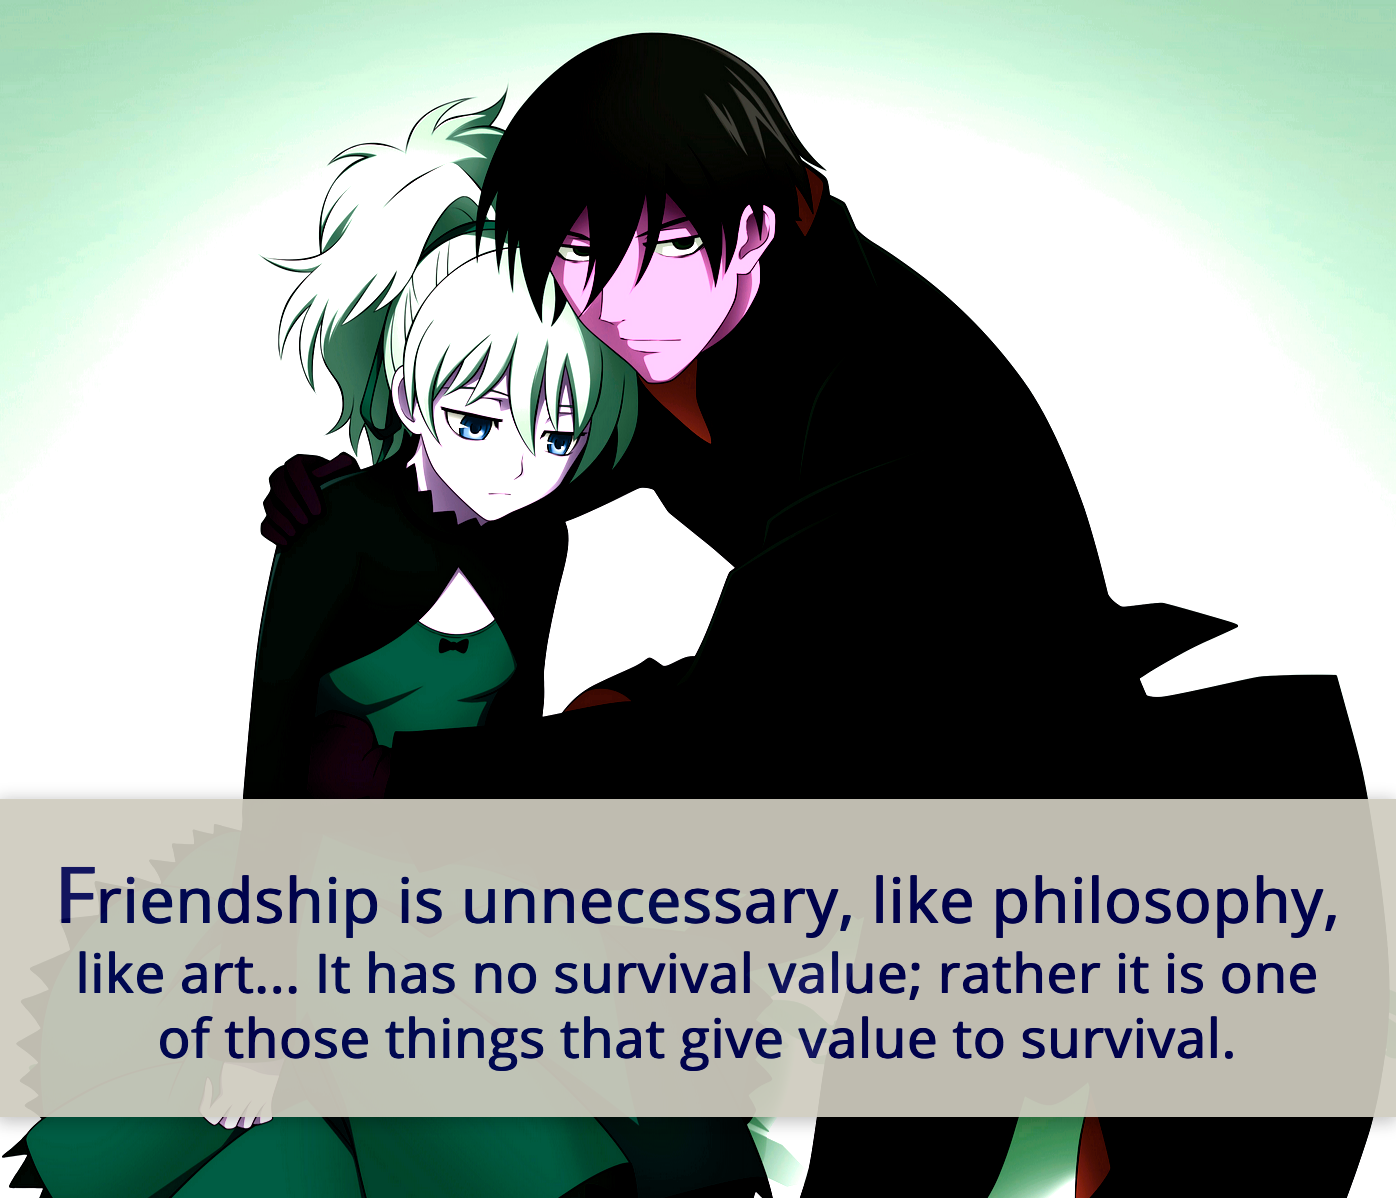 Friendship is unnecessary, like philosophy,
like art... It has no survival value; rather it is one
of those things that give value to survival.